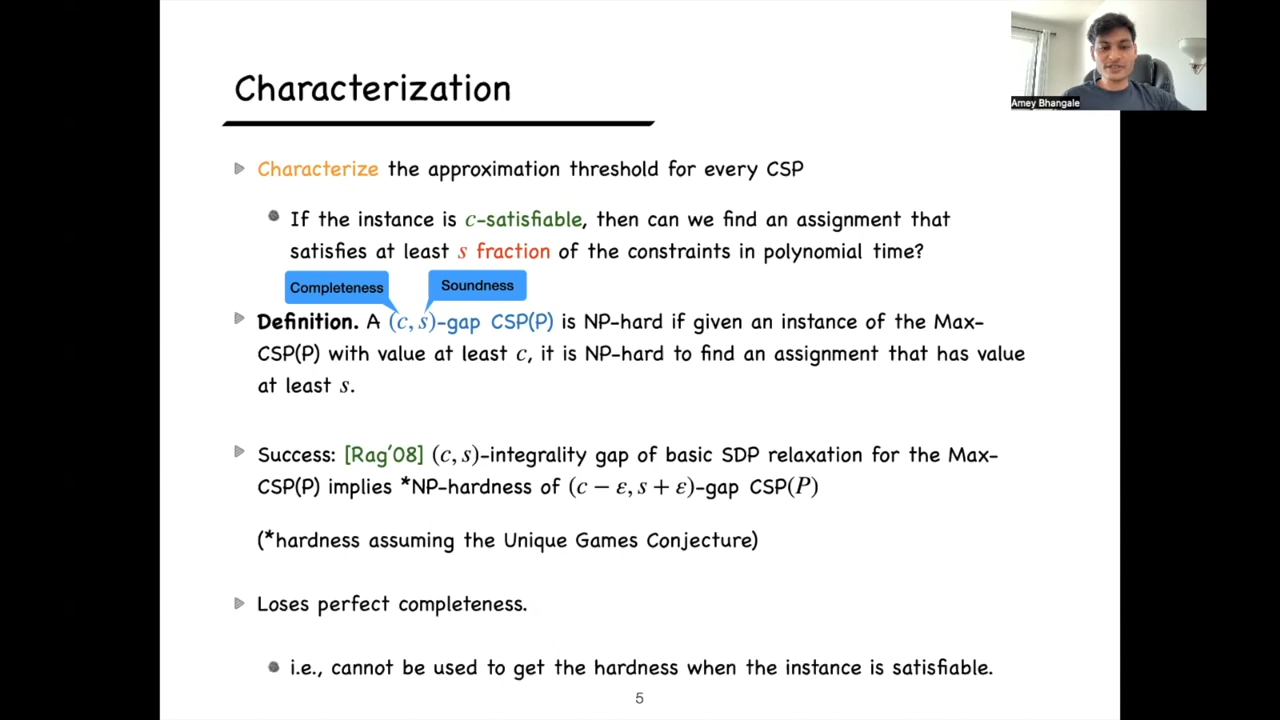 Characterization
Amey Bhangale
Characterize the approximation threshold for every CSP
If the instance is c-satisfiable, then can we find an assignment that
satisfies at least s fraction of the constraints in polynomial time?
Completeness
Soundness
Definition. A (c, s)-gap CSP(P) is NP-hard if given an instance of the Max-
CSP(P) with value at least c, it is NP-hard to find an assignment that has value
at least s.
Success: [Rag'08] (c, s)-integrality gap of basic SDP relaxation for the Max-
CSP(P) implies *NP-hardness of (c − ε, s + ε)-gap CSP(P)
(*hardness assuming the Unique Games Conjecture)
Loses perfect completeness.
i.e., cannot be used to get the hardness when the instance is satisfiable.
5